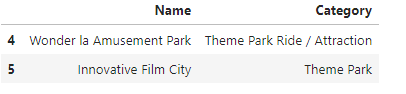 Name Category
4 Wonder la Amusement Park Theme Park Ride / Attraction
5 Innovative Film City Theme Park